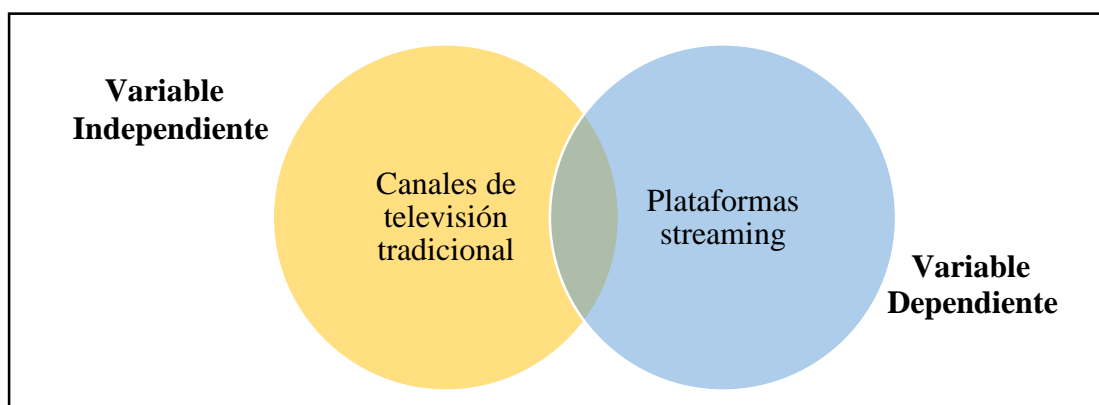 Variable
Independiente
Canales de
televisión
tradicional
Plataformas
streaming
Variable
Dependiente